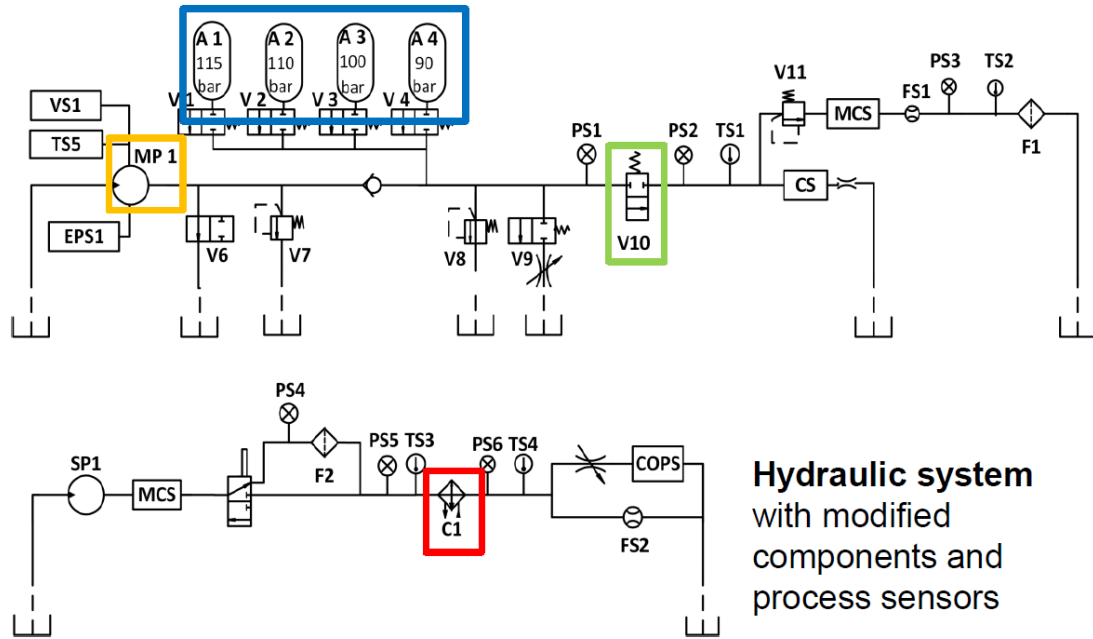 A 1
115
bar
A 2
110
bar
A 3
100
bar
A 4
90
bar
V 1
V 2
V 3
V 4
VS1
TS5
MP 1
EPS1
V6
V7
V8
V9
PS1
V10
PS2
TS1
V11
MCS
FS1
PS3
TS2
F1
CS
SP1
MCS
PS4
F2
PS5
TS3
C1
PS6
TS4
COPS
FS2
Hydraulic system
with modified
components and
process sensors